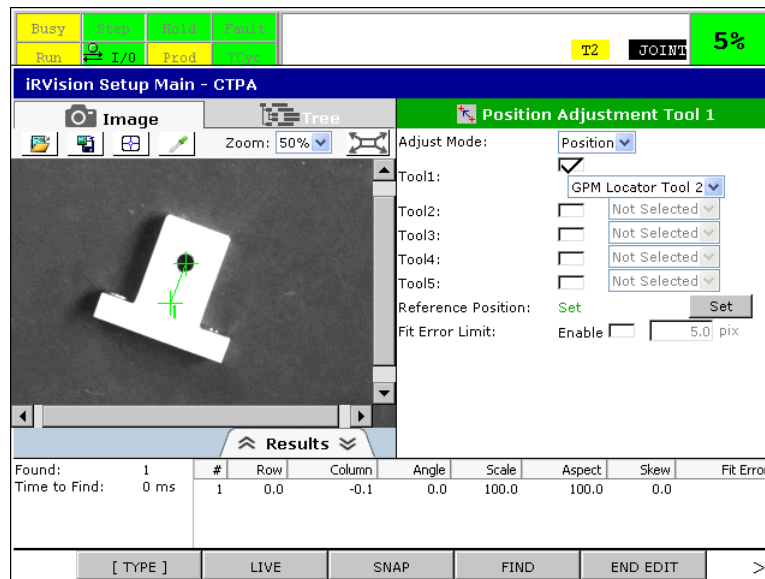 Busy Step Hold Fault
Run I/O Prod TCyc
T2 JOINT 5%
iRVision Setup Main - CTPA
Image Tree Position Adjustment Tool 1
Zoom: 50%
Adjust Mode: Position
Tool1:
GPM Locator Tool 2
Tool2: Not Selected
Tool3: Not Selected
Tool4: Not Selected
Tool5: Not Selected
Reference Position: Set Set
Fit Error Limit: Enable 5.0 pix
1
Results
Found: 1 # Row Column Angle Scale Aspect Skew Fit Erro
Time to Find: 0 ms 1 0.0 -0.1 0.0 100.0 100.0 0.0
[ TYPE ] LIVE SNAP FIND END EDIT >